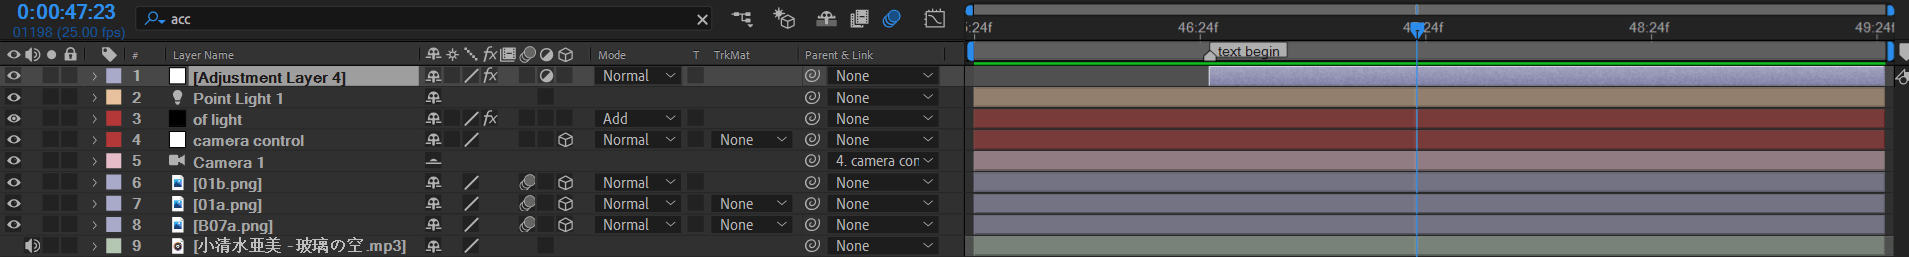 0:00:47:23
01198 (25.00 fps)
acc
:24f 46:24f 24f 48:24f 49:24f
text begin
# Layer Name fx Mode T TrkMat Parent & Link
1 [Adjustment Layer 4] fx Normal None
2 Point Light 1 None
3 of light fx Add None
4 camera control Normal None None
5 Camera 1 4. camera con
6 [01b.png] Normal None
7 [01a.png] Normal None None
8 [B07a.png] Normal None None
9 [小清水亜美 - 玻璃の空.mp3] None